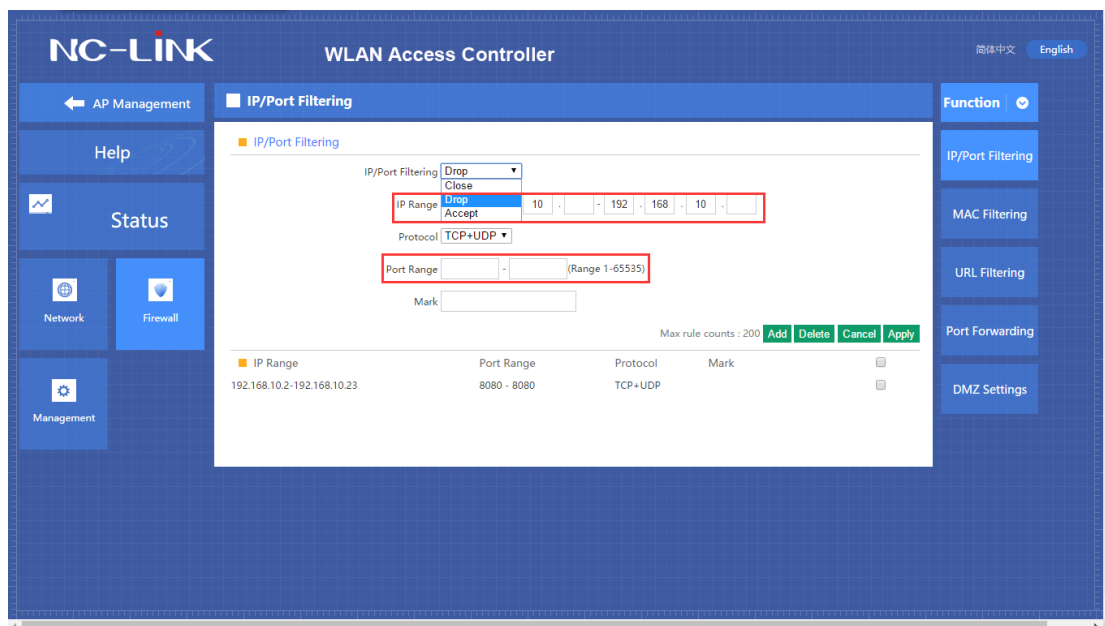 NC-LINK
WLAN Access Controller
简体中文 English
AP Management
IP/Port Filtering
Function
Help
IP/Port Filtering
IP/Port Filtering Drop
Close
Drop
Accept
IP Range 10 . - 192 . 168 . 10 .
Protocol TCP+UDP
Port Range - (Range 1-65535)
Mark
Max rule counts : 200 Add Delete Cancel Apply
IP Range Port Range Protocol Mark
192.168.10.2-192.168.10.23 8080 - 8080 TCP+UDP
Status
Network
Firewall
Management
IP/Port Filtering
MAC Filtering
URL Filtering
Port Forwarding
DMZ Settings